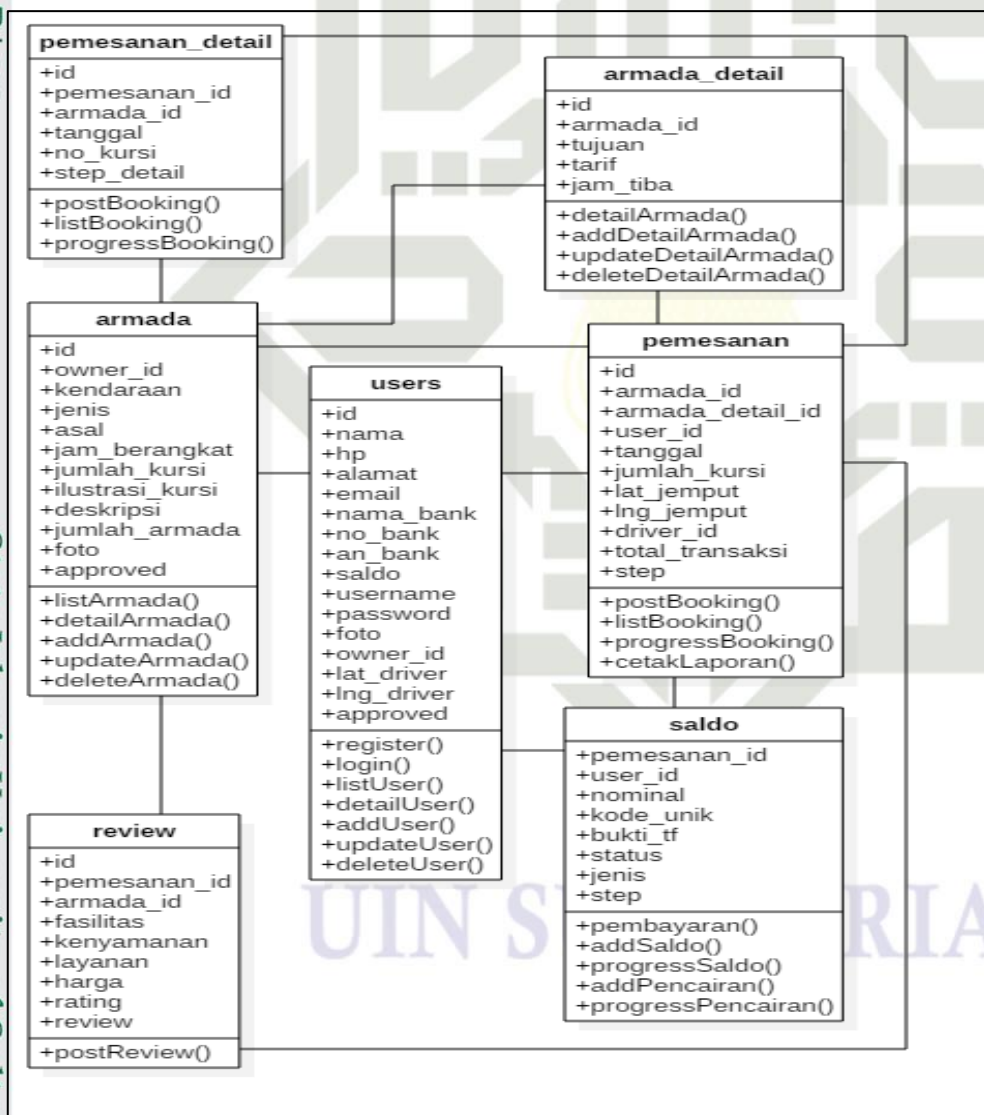 pemesanan_detail
+id
+pemesanan_id
+armada_id
+tanggal
+no_kursi
+step_detail
+postBooking()
+listBooking()
+progressBooking()
armada_detail
+id
+armada_id
+tujuan
+tarif
+jam_tiba
+detailArmada()
+addDetailArmada()
+updateDetailArmada()
+deleteDetailArmada()
armada
+id
+owner_id
+kendaraan
+jenis
+asal
+jam_berangkat
+jumlah_kursi
+ilustrasi_kursi
+deskripsi
+jumlah_armada
+foto
+approved
+listArmada()
+detailArmada()
+addArmada()
+updateArmada()
+deleteArmada()
users
+id
+nama
+hp
+alamat
+email
+nama_bank
+no_bank
+an_bank
+saldo
+username
+password
+foto
+owner_id
+lat_driver
+lng_driver
+approved
+register()
+login()
+listUser()
+detailUser()
+addUser()
+updateUser()
+deleteUser()
pemesanan
+id
+armada_id
+armada_detail_id
+user_id
+tanggal
+jumlah_kursi
+lat_jemput
+lng_jemput
+driver_id
+total_transaksi
+step
+postBooking()
+listBooking()
+progressBooking()
+cetakLaporan()
saldo
+pemesanan_id
+user_id
+nominal
+kode_unik
+bukti_tf
+status
+jenis
+step
+pembayaran()
+addSaldo()
+progressSaldo()
+addPencairan()
+progressPencairan()
review
+id
+pemesanan_id
+armada_id
+fasilitas
+kenyamanan
+layanan
+harga
+rating
+review
+postReview()
UIN S
RIA